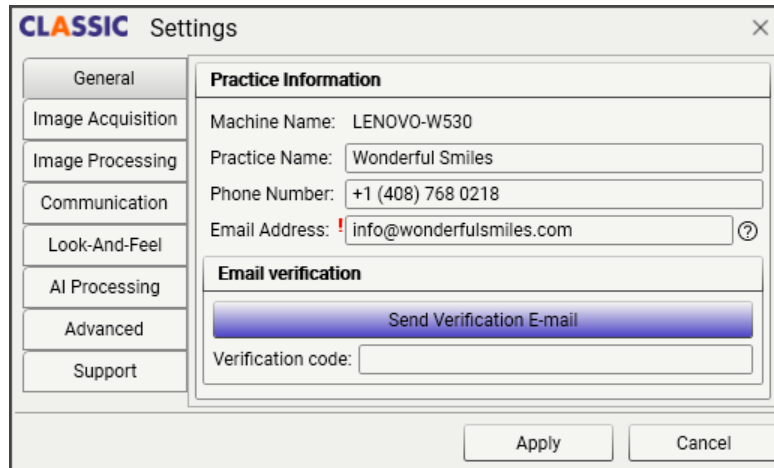 CLASSIC Settings
General
Image Acquisition
Image Processing
Communication
Look-And-Feel
AI Processing
Advanced
Support
Practice Information
Machine Name: LENOVO-W530
Practice Name: Wonderful Smiles
Phone Number: +1 (408) 768 0218
Email Address: ! info@wonderfulsmiles.com ?
Email verification
Send Verification E-mail
Verification code:
Apply Cancel